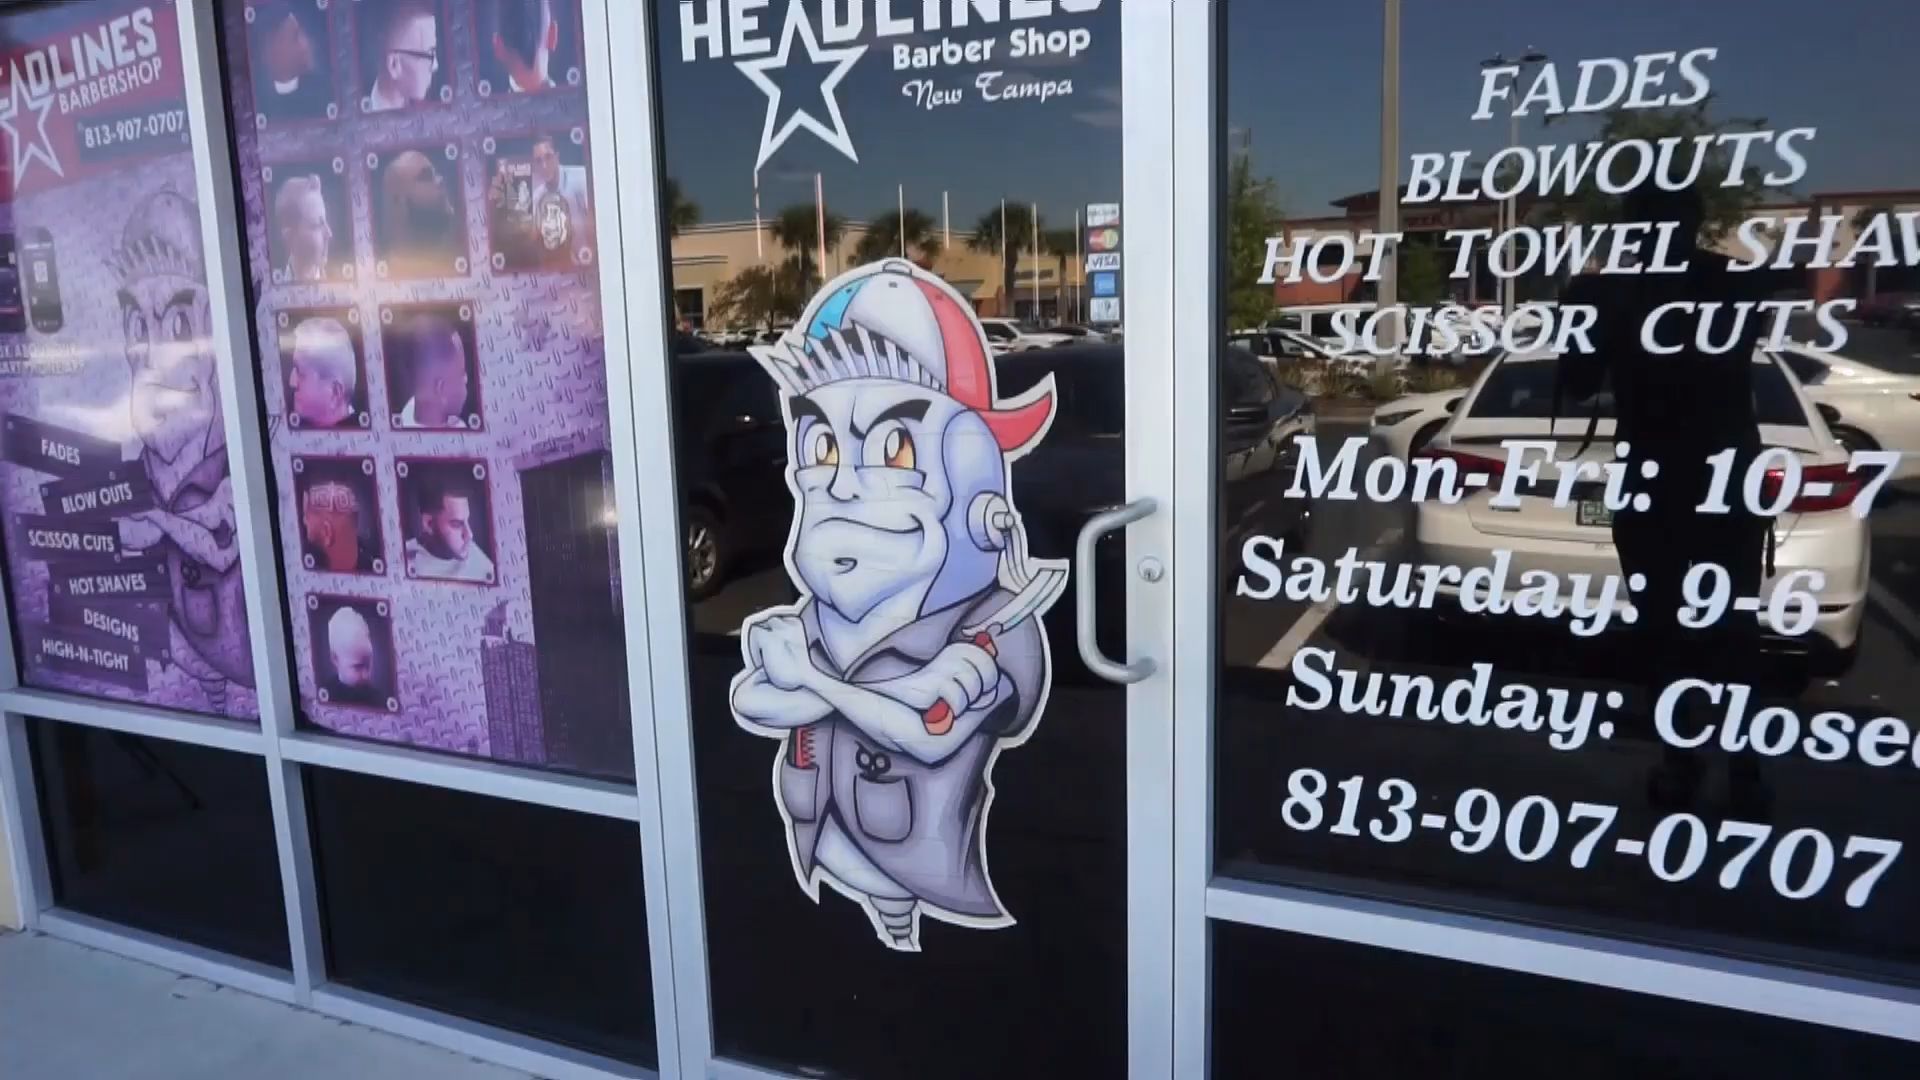 HEADLINES
BARBERSHOP
813-907-0707
FADES
BLOW OUTS
SCISSOR CUTS
HOT SHAVES
DESIGNS
HIGH-N-TIGHT
HEADLINES
Barber Shop
New Tampa
VISA
FADES
BLOWOUTS
HOT TOWEL SHAV
SCISSOR CUTS
Mon-Fri: 10-7
Saturday: 9-6
Sunday: Close
813-907-0707